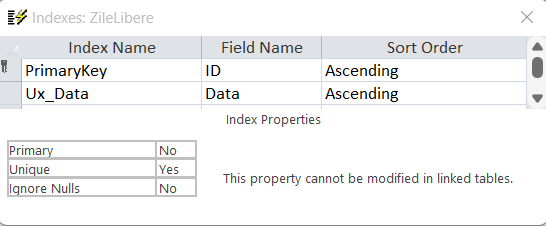 Indexes: ZileLibere
Index Name Field Name Sort Order
PrimaryKey ID Ascending
Ux_Data Data Ascending
Index Properties
Primary No
Unique Yes
Ignore Nulls No
This property cannot be modified in linked tables.